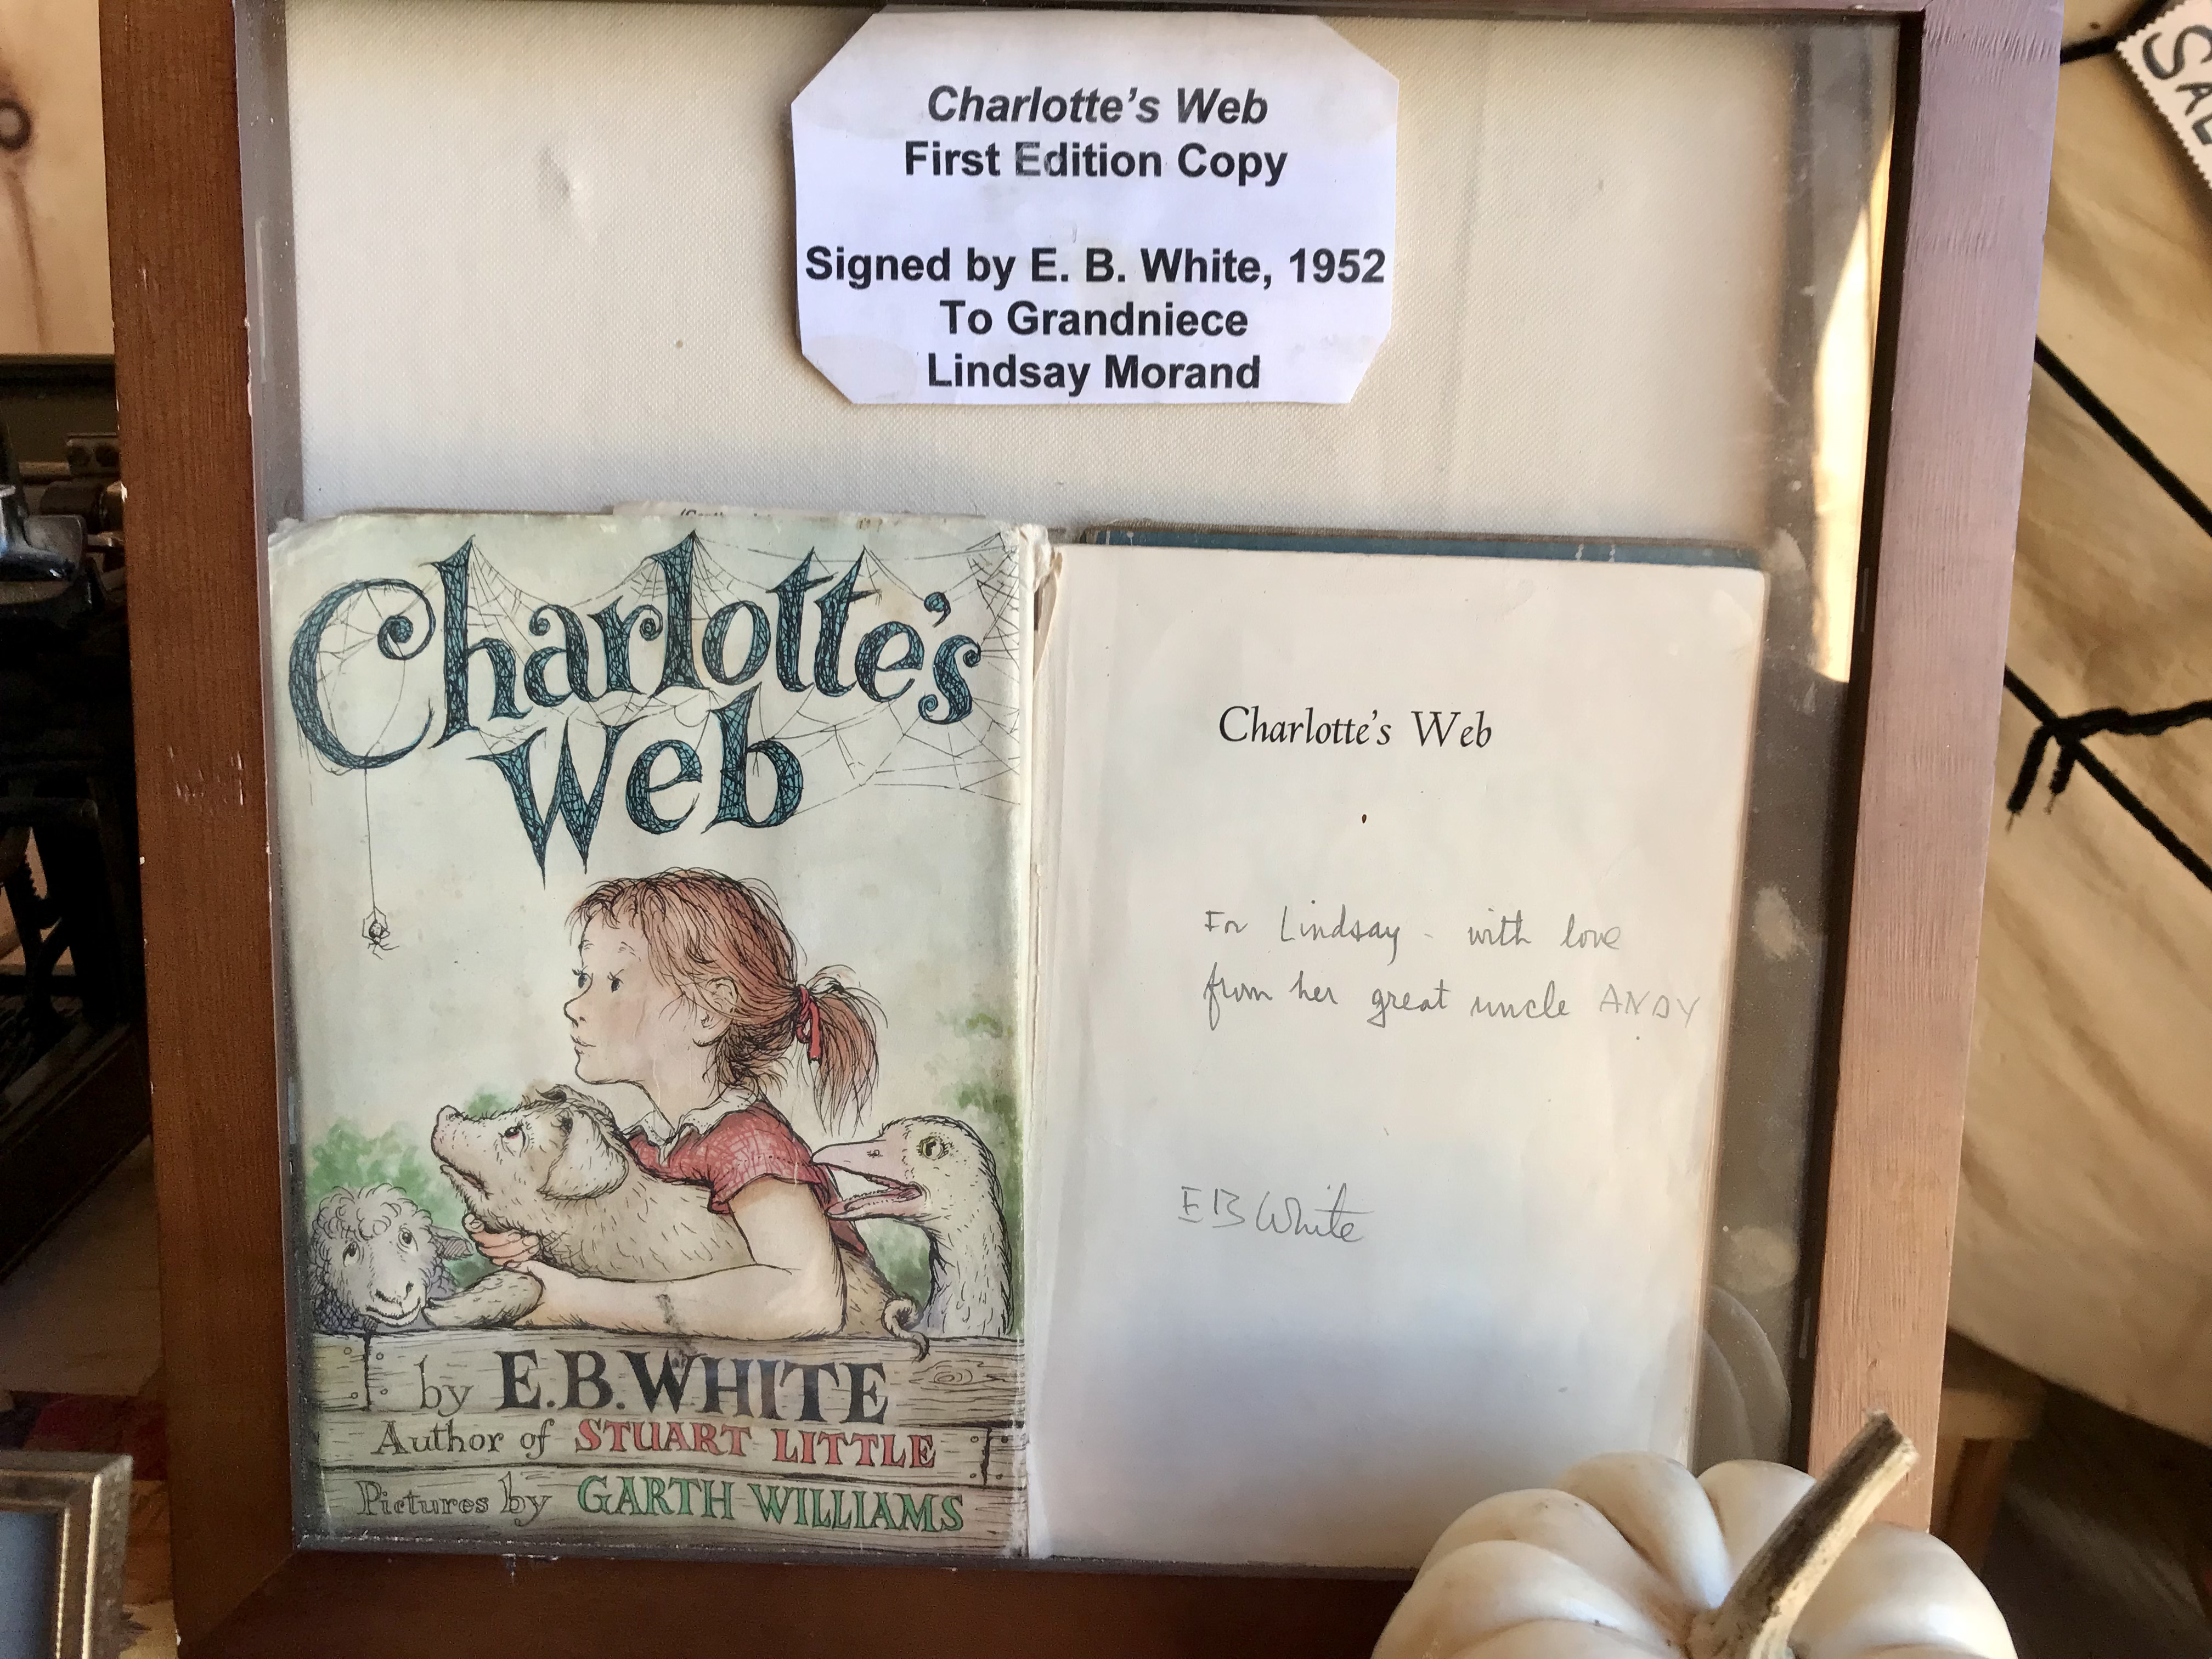 Charlotte's Web
First Edition Copy
Signed by E. B. White, 1952
To Grandniece
Lindsay Morand
Charlotte's
Web
by E.B.WHITE
Author of STUART LITTLE
Pictures by GARTH WILLIAMS
Charlotte's Web
For Lindsay - with love
from her great uncle ANDY
EB White